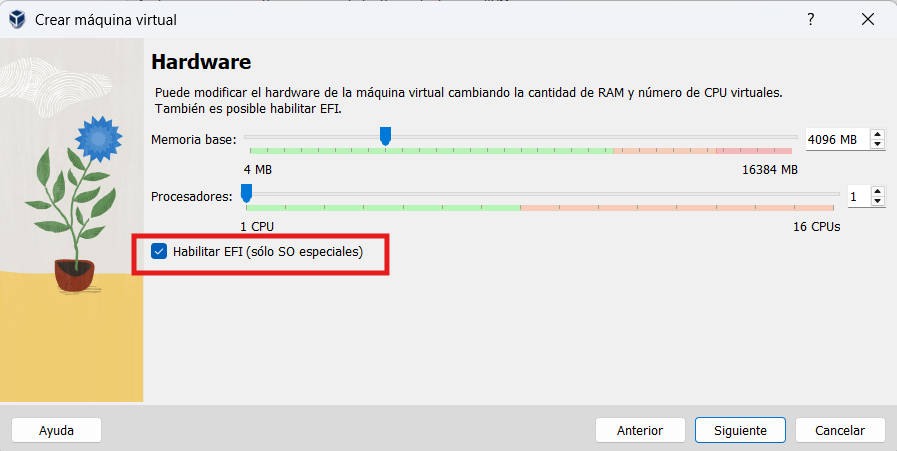 Crear máquina virtual
?
Hardware
Puede modificar el hardware de la máquina virtual cambiando la cantidad de RAM y número de CPU virtuales.
También es posible habilitar EFI.
Memoria base:
4096 MB
4 MB
16384 MB
Procesadores:
1
1 CPU
16 CPUs
Habilitar EFI (sólo SO especiales)
Ayuda
Anterior
Siguiente
Cancelar